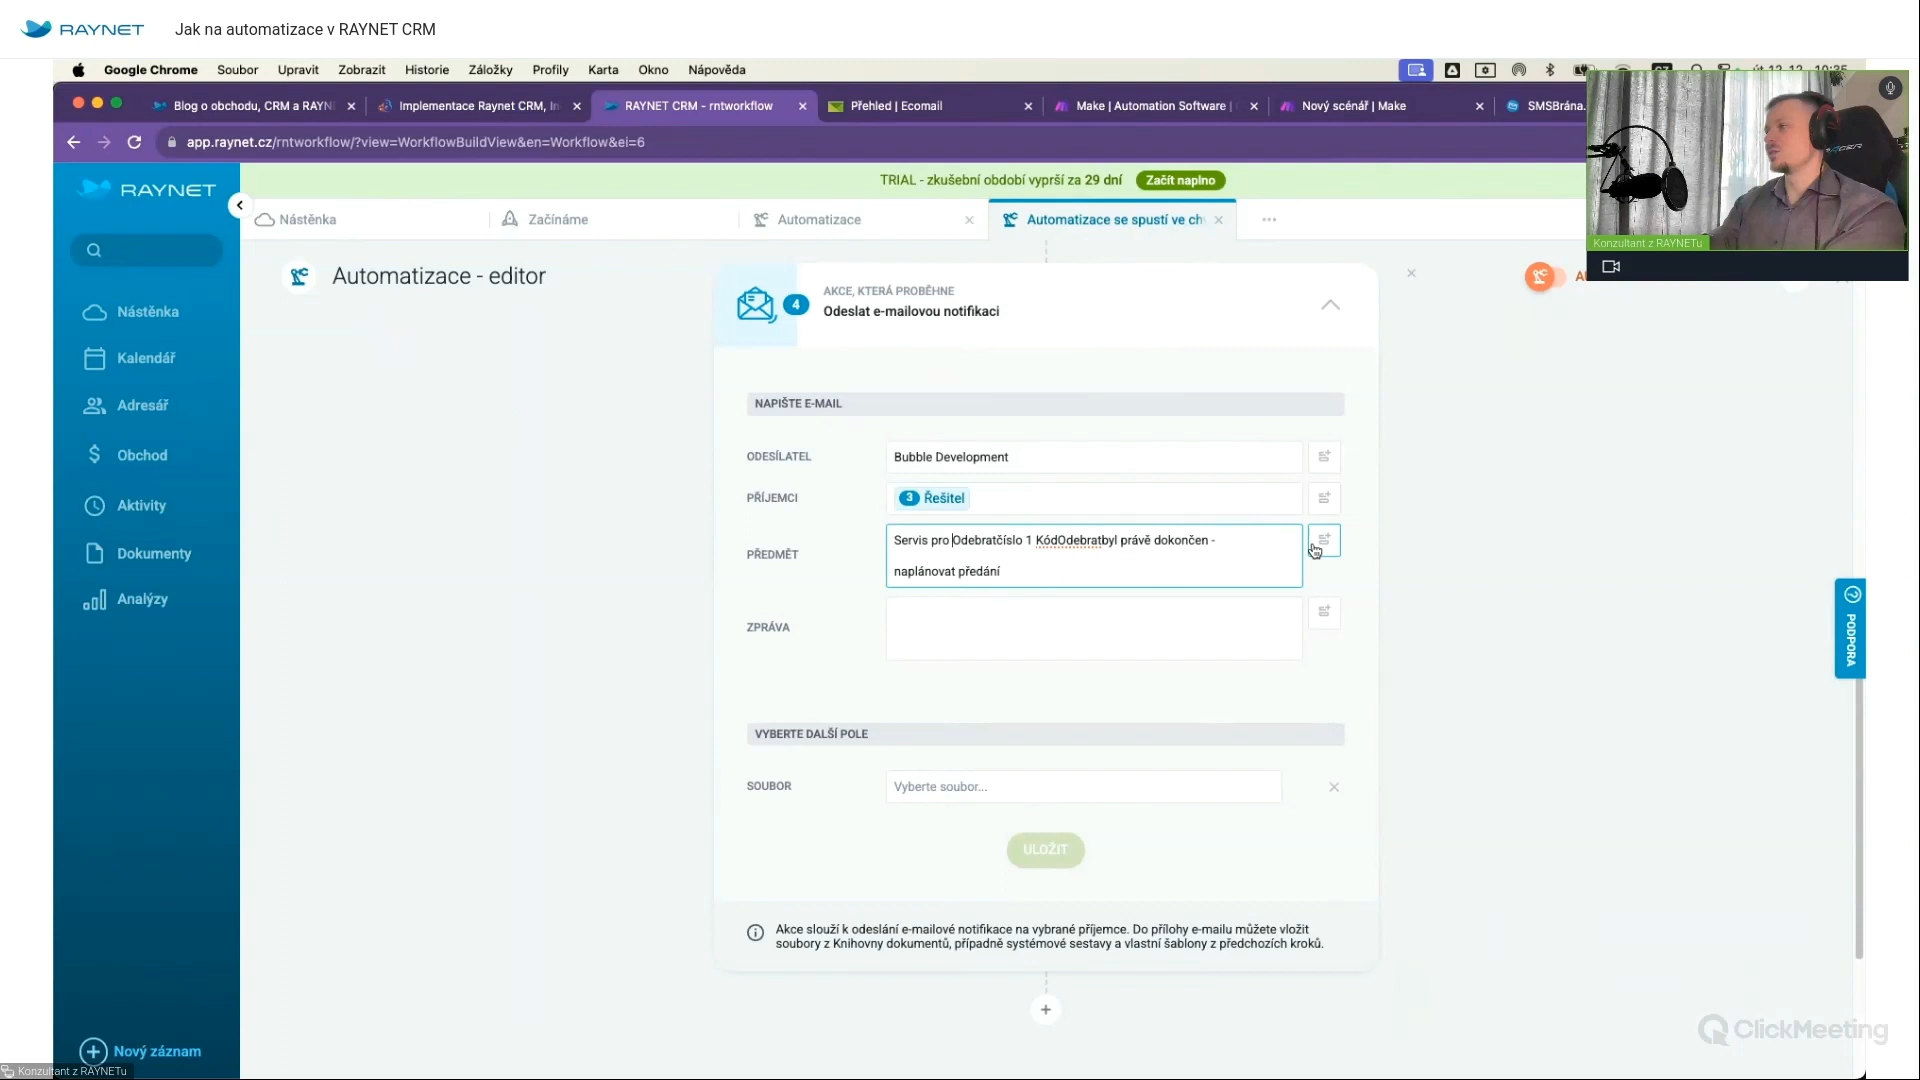 RAYNET
Jak na automatizace v RAYNET CRM
Google Chrome Soubor Upravit Zobrazit Historie Záložky Profily Karta Okno Nápověda
Blog o obchodu, CRM a RAYN
Implementace Raynet CRM, In
RAYNET CRM - rntworkflow
Přehled | Ecomail
Make | Automation Software |
Nový scénář | Make
SMSBrána.
app.raynet.cz/rntworkflow/?view=WorkflowBuildView&en=Workflow&ei=6
RAYNET
TRIAL - zkušební období vyprší za 29 dní
Začít naplno
Nástěnka
Začínáme
Automatizace
Automatizace se spustí ve ch
Konzultant z RAYNETu
Nástěnka
Kalendář
Adresář
Obchod
Aktivity
Dokumenty
Analýzy
Nový záznam
Konzultant z RAYNETu
Automatizace - editor
4
AKCE, KTERÁ PROBĚHNE
Odeslat e-mailovou notifikaci
NAPIŠTE E-MAIL
ODESÍLATEL
Bubble Development
PŘÍJEMCI
3 Řešitel
PŘEDMĚT
Servis pro Odebratčíslo 1 KódOdebratbyl právě dokončen -
naplánovat předání
ZPRÁVA
VYBERTE DALŠÍ POLE
SOUBOR
Vyberte soubor...
ULOŽIT
Akce slouží k odeslání e-mailové notifikace na vybrané příjemce. Do přílohy e-mailu můžete vložit
soubory z Knihovny dokumentů, případně systémové sestavy a vlastní šablony z předchozích kroků.
PODPORA
ClickMeeting